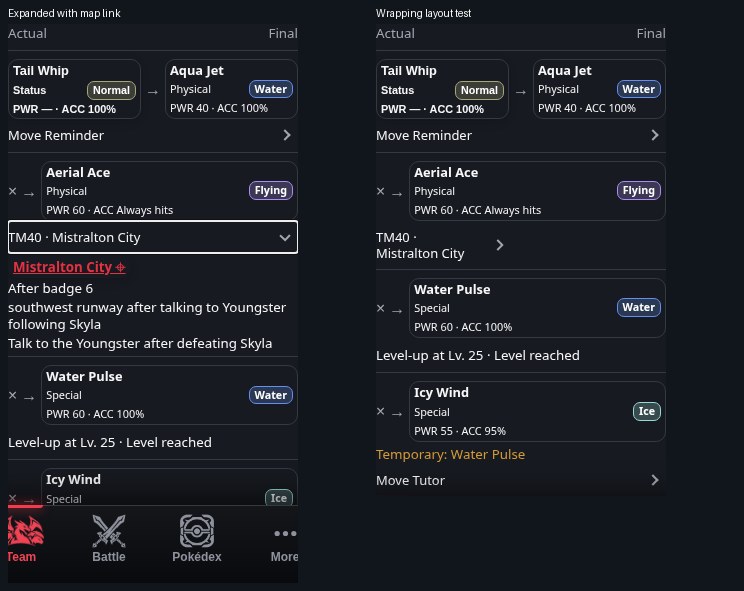 Expanded with map link
Actual Final
Tail Whip
Status Normal
PWR — · ACC 100%
→
Aqua Jet
Physical Water
PWR 40 · ACC 100%
Move Reminder
× →
Aerial Ace
Physical Flying
PWR 60 · ACC Always hits
TM40 · Mistralton City
Mistralton City ⌖
After badge 6
southwest runway after talking to Youngster
following Skyla
Talk to the Youngster after defeating Skyla
× →
Water Pulse
Special Water
PWR 60 · ACC 100%
Level-up at Lv. 25 · Level reached
× →
Icy Wind
Special Ice
Team Battle Pokédex More
Wrapping layout test
Actual Final
Tail Whip
Status Normal
PWR — · ACC 100%
→
Aqua Jet
Physical Water
PWR 40 · ACC 100%
Move Reminder
× →
Aerial Ace
Physical Flying
PWR 60 · ACC Always hits
TM40 ·
Mistralton City
× →
Water Pulse
Special Water
PWR 60 · ACC 100%
Level-up at Lv. 25 · Level reached
× →
Icy Wind
Special Ice
PWR 55 · ACC 95%
Temporary: Water Pulse
Move Tutor